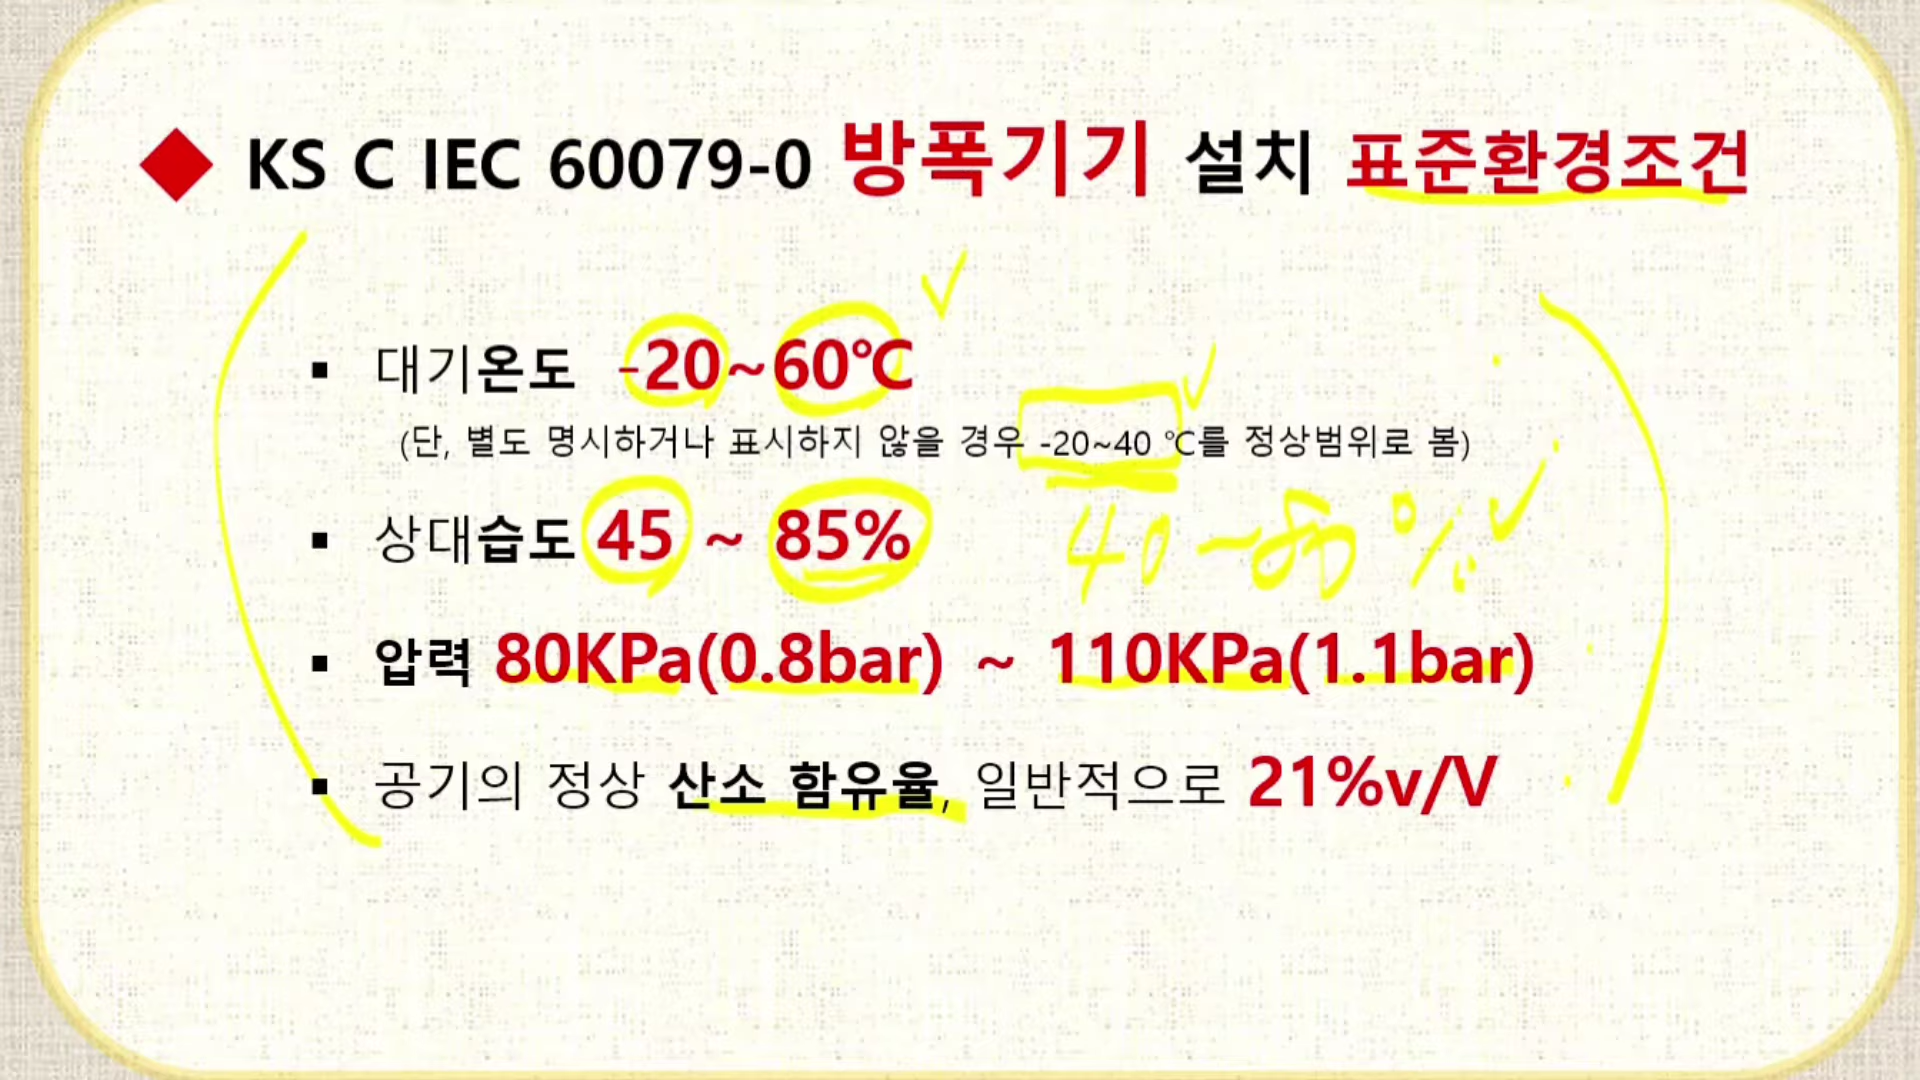 ◆ KS C IEC 60079-0 방폭기기 설치 표준환경조건
▪ 대기온도 -20~60℃
(단, 별도 명시하거나 표시하지 않을 경우 -20~40 ℃를 정상범위로 봄)
▪ 상대습도 45 ~ 85% 40~80%
▪ 압력 80KPa(0.8bar) ~ 110KPa(1.1bar)
▪ 공기의 정상 산소 함유율, 일반적으로 21%v/V